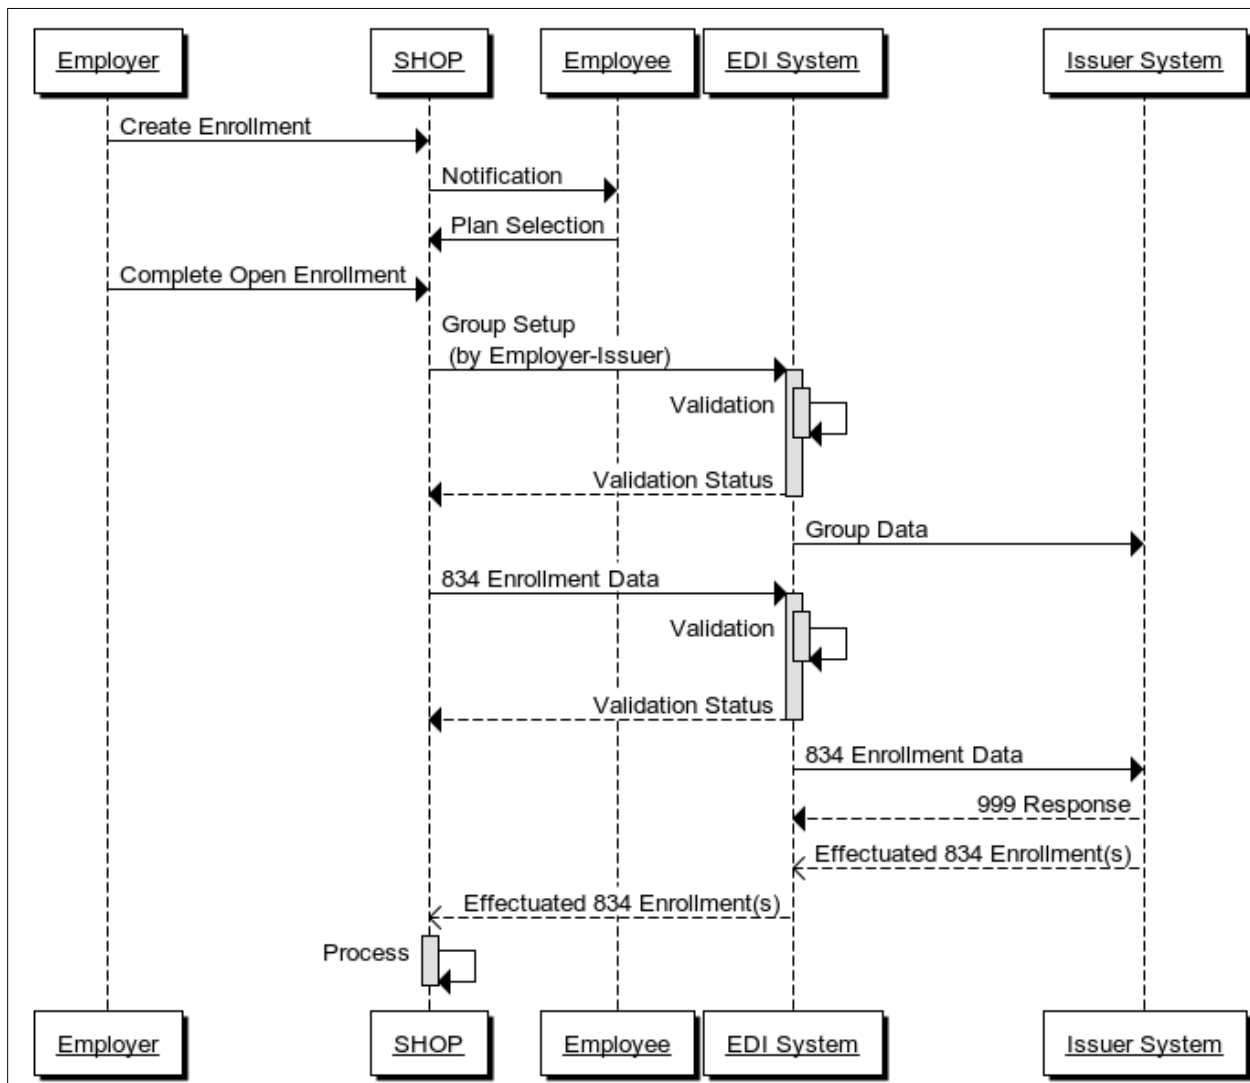 Employer
SHOP
Employee
EDI System
Issuer System
Create Enrollment
Notification
Plan Selection
Complete Open Enrollment
Group Setup
(by Employer-Issuer)
Validation
Validation Status
Group Data
834 Enrollment Data
Validation
Validation Status
834 Enrollment Data
999 Response
Effectuated 834 Enrollment(s)
Effectuated 834 Enrollment(s)
Process
Employer
SHOP
Employee
EDI System
Issuer System